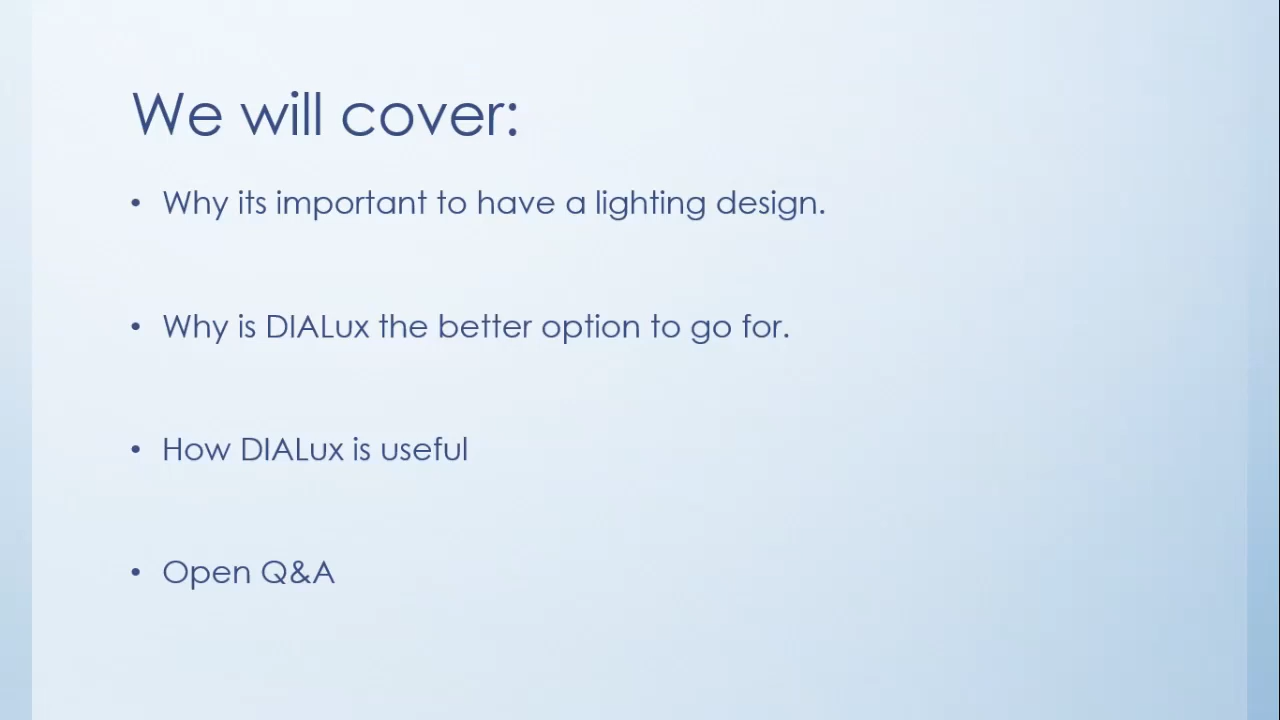 We will cover:
• Why its important to have a lighting design.
• Why is DIALux the better option to go for.
• How DIALux is useful
• Open Q&A